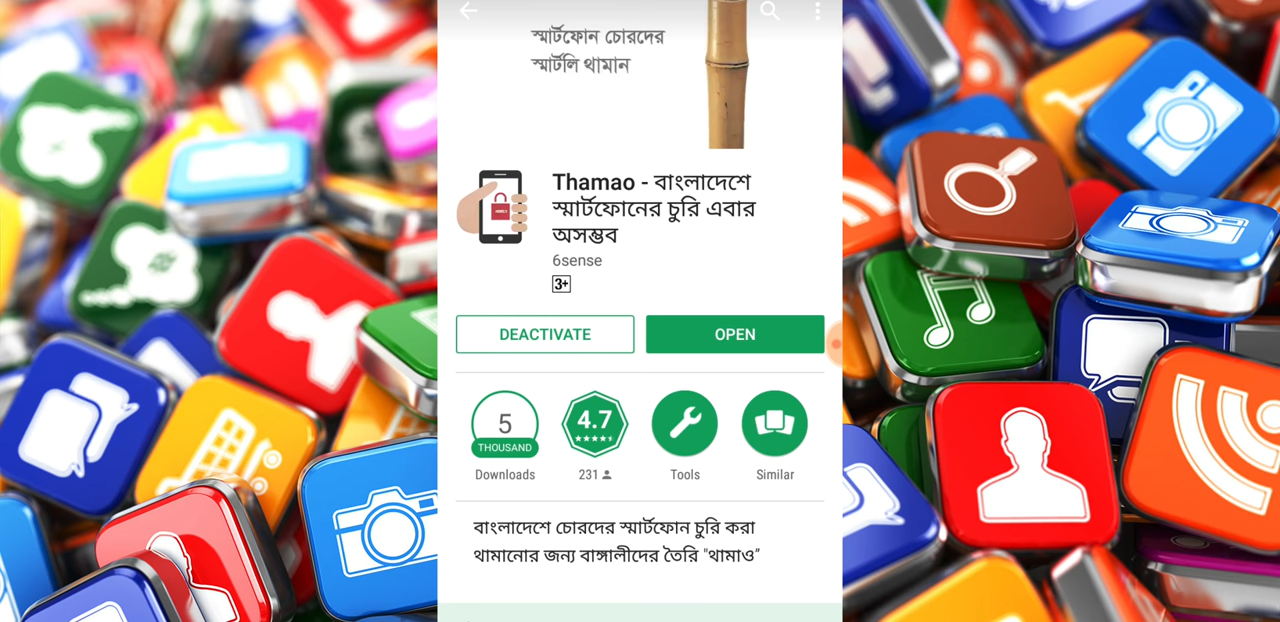 স্মার্টফোন চোরদের
স্মার্টলি থামান
Thamao - বাংলাদেশে
স্মার্টফোনের চুরি এবার
অসম্ভব
6sense
3+
DEACTIVATE
OPEN
5
THOUSAND
4.7
Downloads
231
Tools
Similar
বাংলাদেশে চোরদের স্মার্টফোন চুরি করা
থামানোর জন্য বাঙ্গালীদের তৈরি "থামাও”